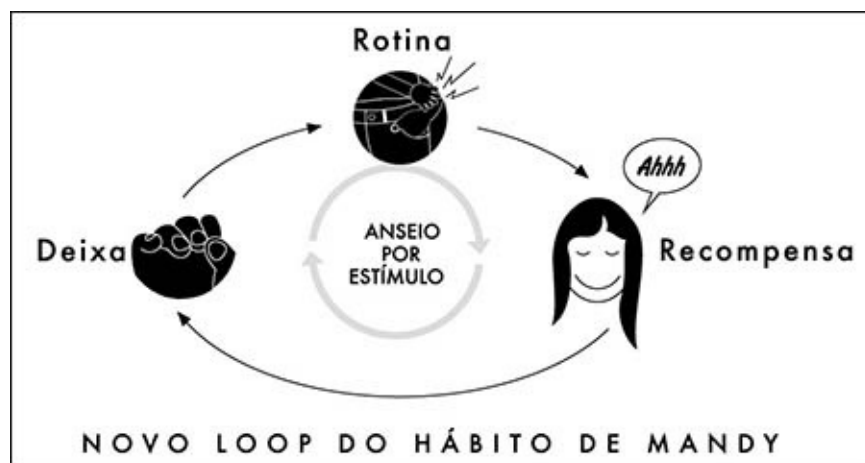 Rotina
Ahhh
Deixa
ANSEIO
POR
ESTÍMULO
Recompensa
NOVO LOOP DO HÁBITO DE MANDY